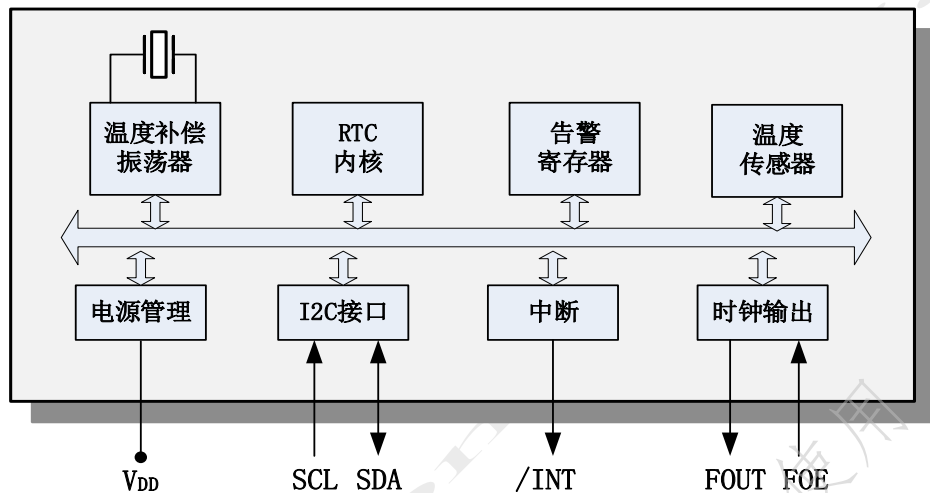 温度补偿
振荡器
RTC
内核
告警
寄存器
温度
传感器
电源管理
I2C接口
中断
时钟输出
VDD
SCL SDA
/INT
FOUT FOE
使用